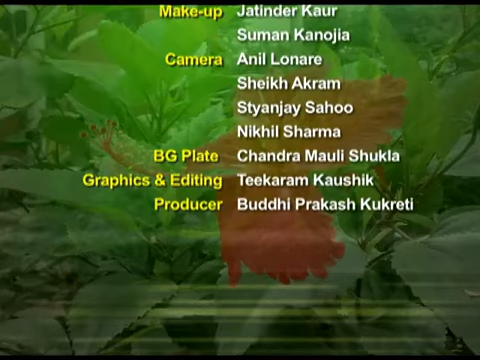 Make-up Jatinder Kaur
Suman Kanojia
Camera Anil Lonare
Sheikh Akram
Styanjay Sahoo
Nikhil Sharma
BG Plate Chandra Mauli Shukla
Graphics & Editing Teekaram Kaushik
Producer Buddhi Prakash Kukreti